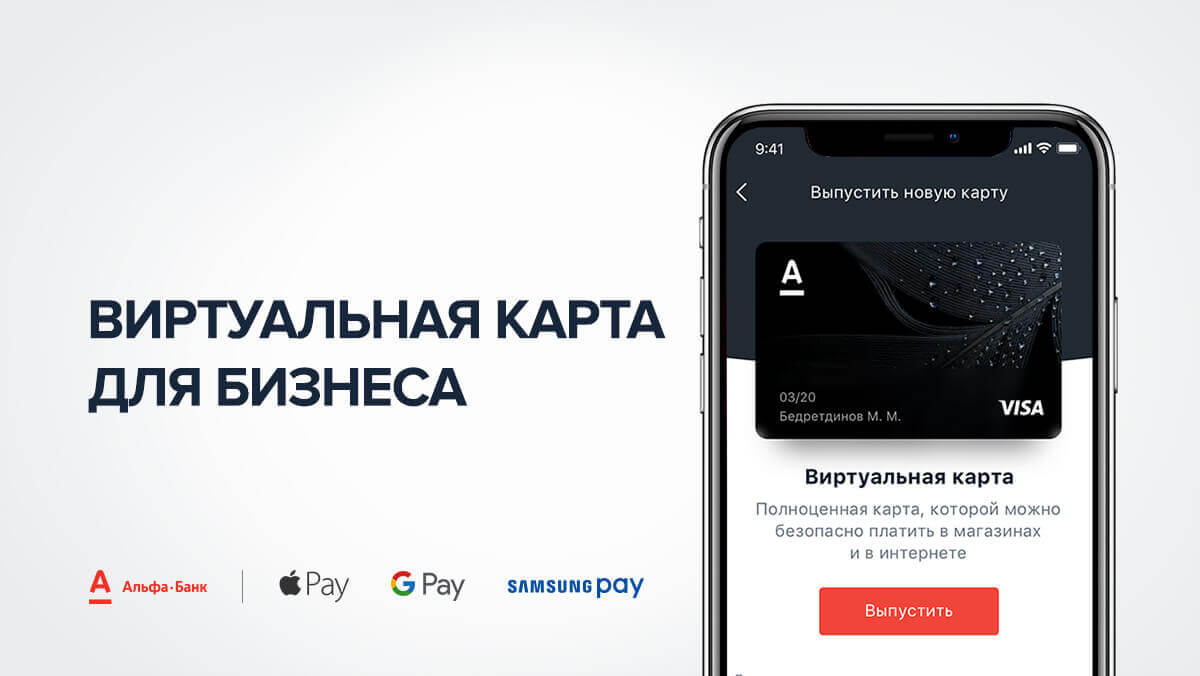 ВИРТУАЛЬНАЯ КАРТА
ДЛЯ БИЗНЕСА
А Альфа·Банк
Pay
G Pay
SAMSUNG pay
9:41
Выпустить новую карту
А
03/20
Бедретдинов М. М.
VISA
Виртуальная карта
Полноценная карта, которой можно
безопасно платить в магазинах
и в интернете
Выпустить